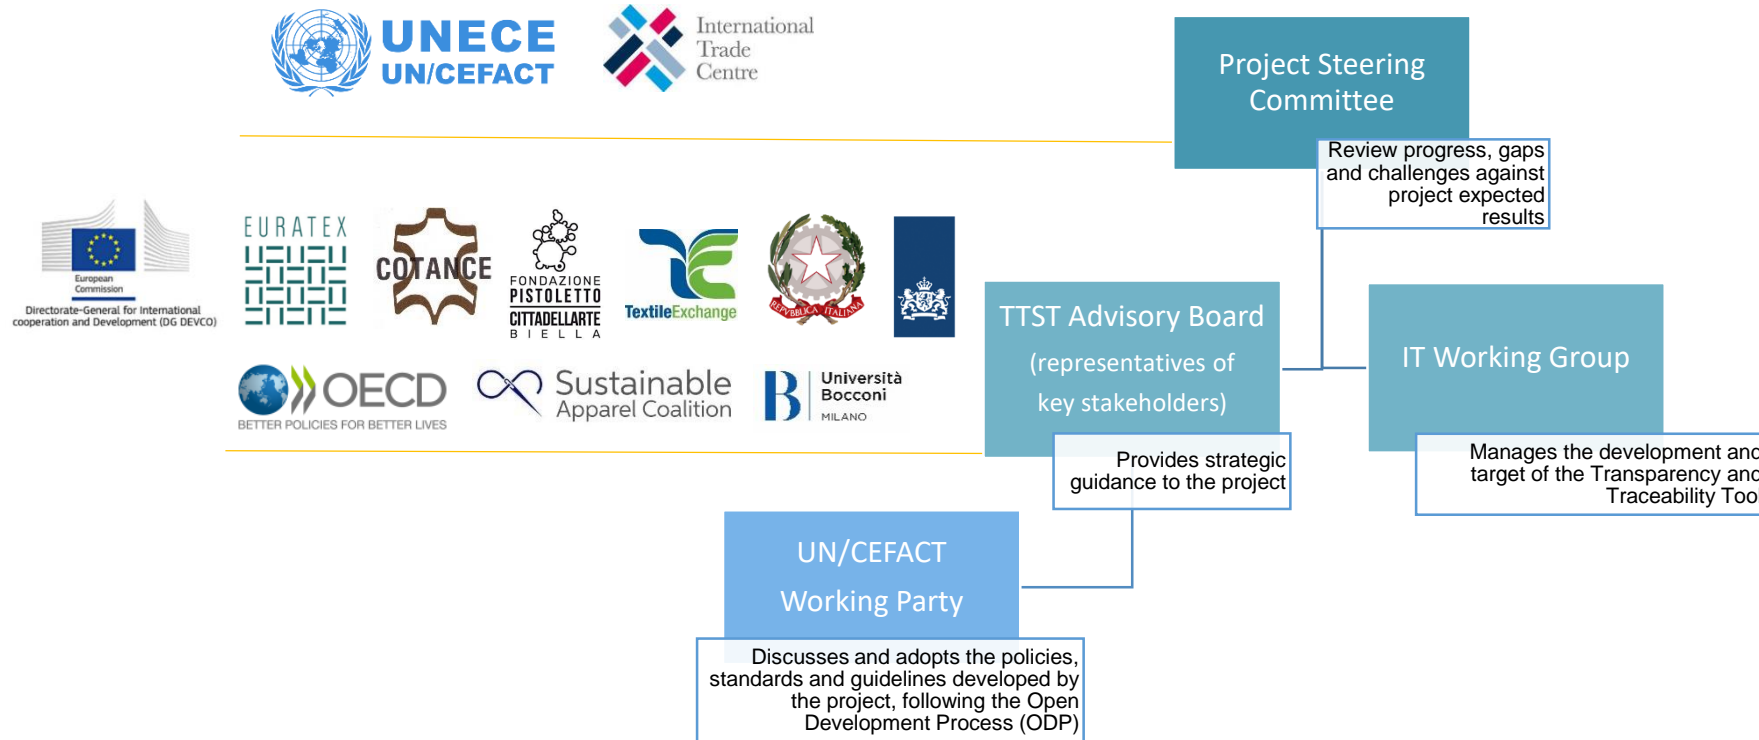 UNECE
UN/CEFACT
International
Trade
Centre
Project Steering
Committee
Review progress, gaps
and challenges against
project expected
results
European
Commission
Directorate-General for International
cooperation and Development (DG DEVCO)
EURATEX
COTANCE
FONDAZIONE
PISTOLETTO
CITTADELLARTE
BIELLA
TextileExchange
REPVBBLICA ITALIANA
OECD
BETTER POLICIES FOR BETTER LIVES
Sustainable
Apparel Coalition
B
Università
Bocconi
MILANO
TTST Advisory Board
(representatives of
key stakeholders)
Provides strategic
guidance to the project
IT Working Group
Manages the development and
target of the Transparency and
Traceability Tool
UN/CEFACT
Working Party
Discusses and adopts the policies,
standards and guidelines developed by
the project, following the Open
Development Process (ODP)